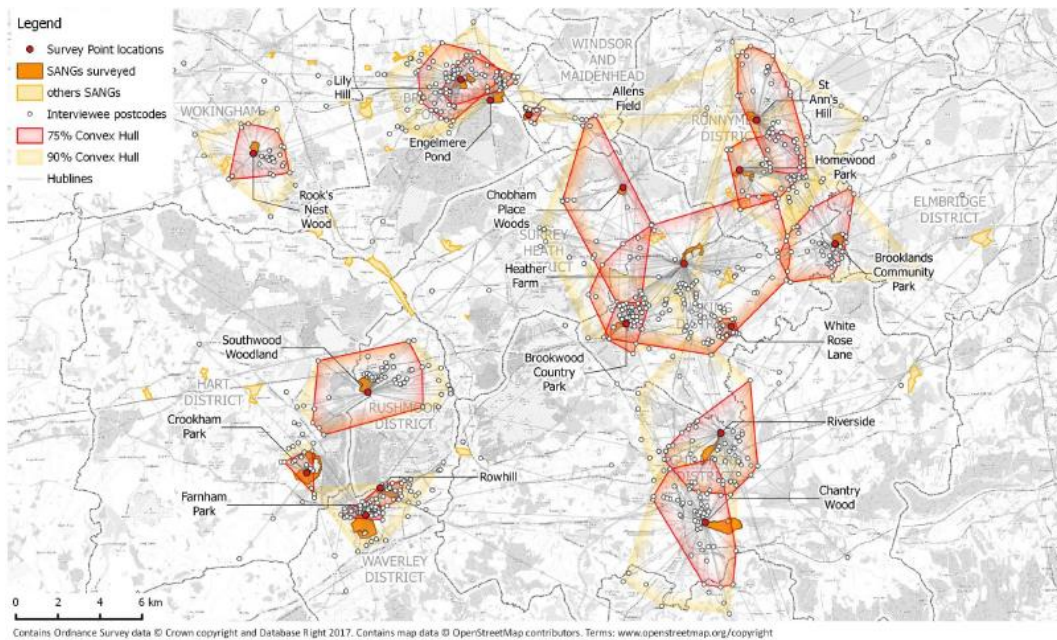 Legend
Survey Point locations
SANGs surveyed
others SANGs
Interviewee postcodes
75% Convex Hull
90% Convex Hull
Hublines
WINDSOR
AND
MAIDENHEAD
Lily
Hill
Allens
Field
St
Ann's
Hill
WOKINGHAM
Engelmere
Pond
Homewood
Park
Rook's
Nest
Wood
Chobham
Place
Woods
ELMBRIDGE
DISTRICT
SURREY
HEATH
DISTRICT
Heather
Farm
Brooklands
Community
Park
Southwood
Woodland
White
Rose
Lane
Brookwood
Country
Park
HART
DISTRICT
RUSHMOOR
DISTRICT
Crookham
Park
Riverside
Rowhill
Farnham
Park
DISTRICT
Chantry
Wood
WAVERLEY
DISTRICT
0 2 4 6 km
Contains Ordnance Survey data © Crown copyright and Database Right 2017. Contains map data © OpenStreetMap contributors. Terms: www.openstreetmap.org/copyright